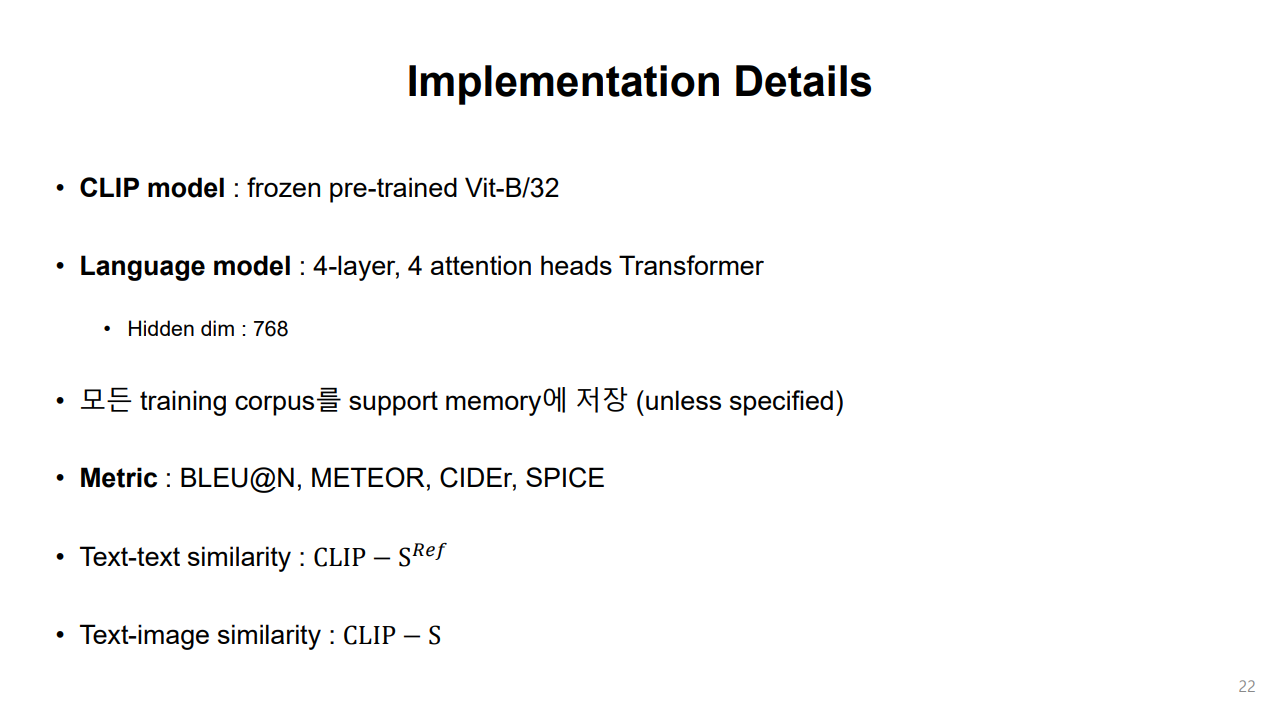 Implementation Details
• CLIP model : frozen pre-trained Vit-B/32
• Language model : 4-layer, 4 attention heads Transformer
• Hidden dim : 768
• 모든 training corpus를 support memory에 저장 (unless specified)
• Metric : BLEU@N, METEOR, CIDEr, SPICE
• Text-text similarity : CLIP − S^Ref
• Text-image similarity : CLIP − S
22